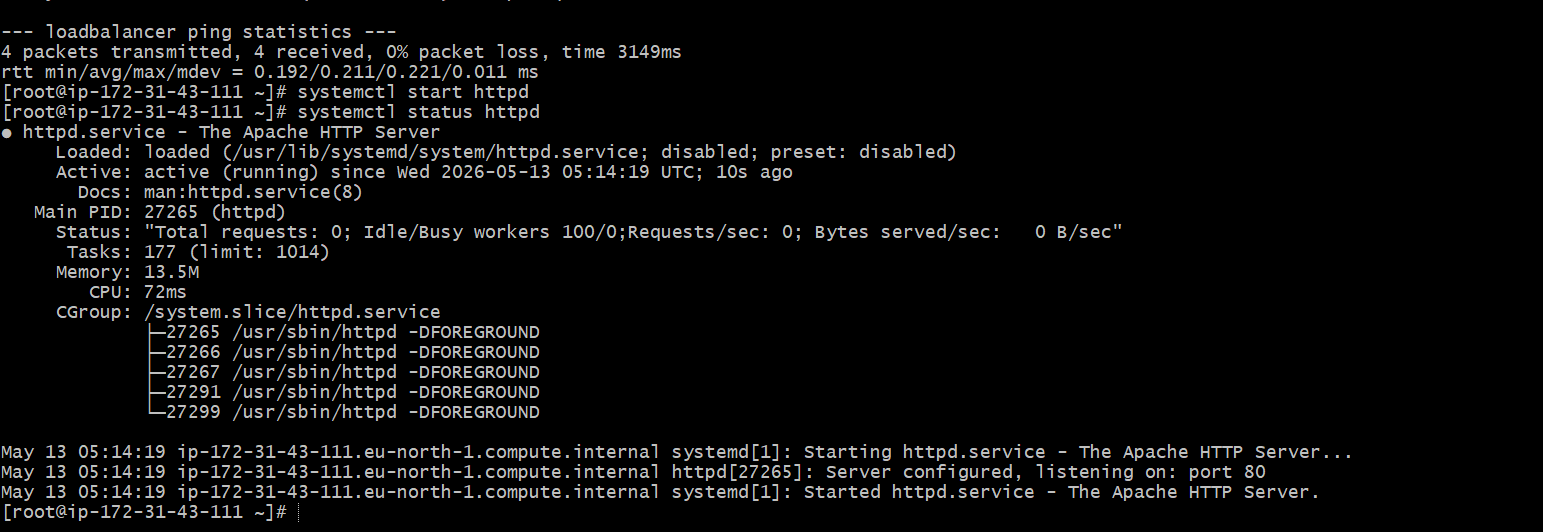 --- loadbalancer ping statistics ---
4 packets transmitted, 4 received, 0% packet loss, time 3149ms
rtt min/avg/max/mdev = 0.192/0.211/0.221/0.011 ms
[root@ip-172-31-43-111 ~]# systemctl start httpd
[root@ip-172-31-43-111 ~]# systemctl status httpd
● httpd.service - The Apache HTTP Server
     Loaded: loaded (/usr/lib/systemd/system/httpd.service; disabled; preset: disabled)
     Active: active (running) since Wed 2026-05-13 05:14:19 UTC; 10s ago
       Docs: man:httpd.service(8)
   Main PID: 27265 (httpd)
     Status: "Total requests: 0; Idle/Busy workers 100/0;Requests/sec: 0; Bytes served/sec:   0 B/sec"
      Tasks: 177 (limit: 1014)
     Memory: 13.5M
        CPU: 72ms
     CGroup: /system.slice/httpd.service
             ├─27265 /usr/sbin/httpd -DFOREGROUND
             ├─27266 /usr/sbin/httpd -DFOREGROUND
             ├─27267 /usr/sbin/httpd -DFOREGROUND
             ├─27291 /usr/sbin/httpd -DFOREGROUND
             └─27299 /usr/sbin/httpd -DFOREGROUND
May 13 05:14:19 ip-172-31-43-111.eu-north-1.compute.internal systemd[1]: Starting httpd.service - The Apache HTTP Server...
May 13 05:14:19 ip-172-31-43-111.eu-north-1.compute.internal httpd[27265]: Server configured, listening on: port 80
May 13 05:14:19 ip-172-31-43-111.eu-north-1.compute.internal systemd[1]: Started httpd.service - The Apache HTTP Server.
[root@ip-172-31-43-111 ~]#